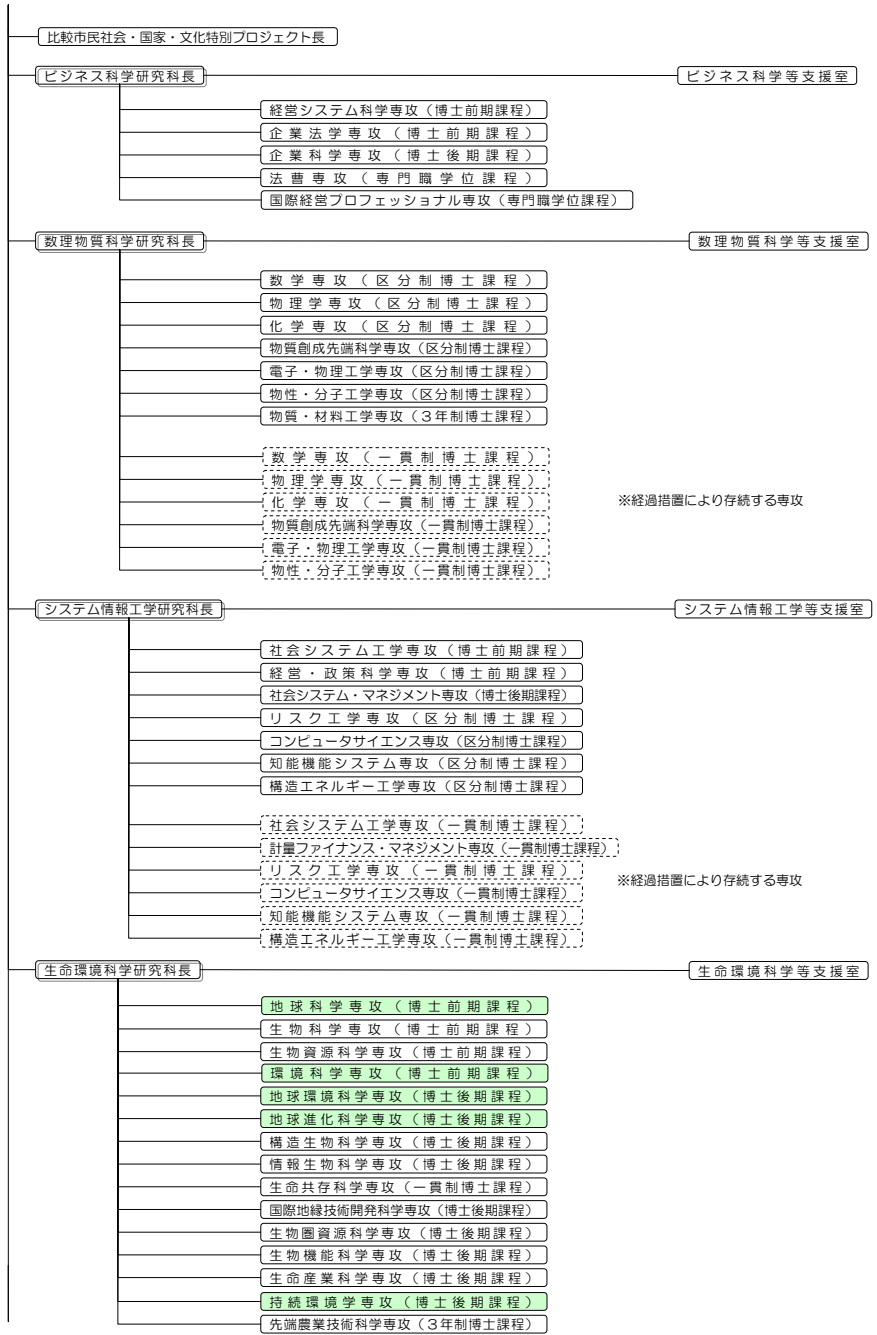 比較市民社会・国家・文化特別プロジェクト長
ビジネス科学研究科長
ビジネス科学等支援室
経営システム科学専攻（博士前期課程）
企業法学専攻（博士前期課程）
企業科学専攻（博士後期課程）
法曹専攻（専門職学位課程）
国際経営プロフェッショナル専攻（専門職学位課程）
数理物質科学研究科長
数理物質科学等支援室
数学専攻（区分制博士課程）
物理学専攻（区分制博士課程）
化学専攻（区分制博士課程）
物質創成先端科学専攻（区分制博士課程）
電子・物理工学専攻（区分制博士課程）
物性・分子工学専攻（区分制博士課程）
物質・材料工学専攻（３年制博士課程）
数学専攻（一貫制博士課程）
物理学専攻（一貫制博士課程）
化学専攻（一貫制博士課程）
※経過措置により存続する専攻
物質創成先端科学専攻（一貫制博士課程）
電子・物理工学専攻（一貫制博士課程）
物性・分子工学専攻（一貫制博士課程）
システム情報工学研究科長
システム情報工学等支援室
社会システム工学専攻（博士前期課程）
経営・政策科学専攻（博士前期課程）
社会システム・マネジメント専攻（博士後期課程）
リスク工学専攻（区分制博士課程）
コンピュータサイエンス専攻（区分制博士課程）
知能機能システム専攻（区分制博士課程）
構造エネルギー工学専攻（区分制博士課程）
社会システム工学専攻（一貫制博士課程）
計量ファイナンス・マネジメント専攻（一貫制博士課程）
リスク工学専攻（一貫制博士課程）
※経過措置により存続する専攻
コンピュータサイエンス専攻（一貫制博士課程）
知能機能システム専攻（一貫制博士課程）
構造エネルギー工学専攻（一貫制博士課程）
生命環境科学研究科長
生命環境科学等支援室
地球科学専攻（博士前期課程）
生物科学専攻（博士前期課程）
生物資源科学専攻（博士前期課程）
環境科学専攻（博士前期課程）
地球環境科学専攻（博士後期課程）
地球進化科学専攻（博士後期課程）
構造生物科学専攻（博士後期課程）
情報生物科学専攻（博士後期課程）
生命共存科学専攻（一貫制博士課程）
国際地縁技術開発科学専攻（博士後期課程）
生物圏資源科学専攻（博士後期課程）
生物機能科学専攻（博士後期課程）
生命産業科学専攻（博士後期課程）
持続環境学専攻（博士後期課程）
先端農業技術科学専攻（３年制博士課程）